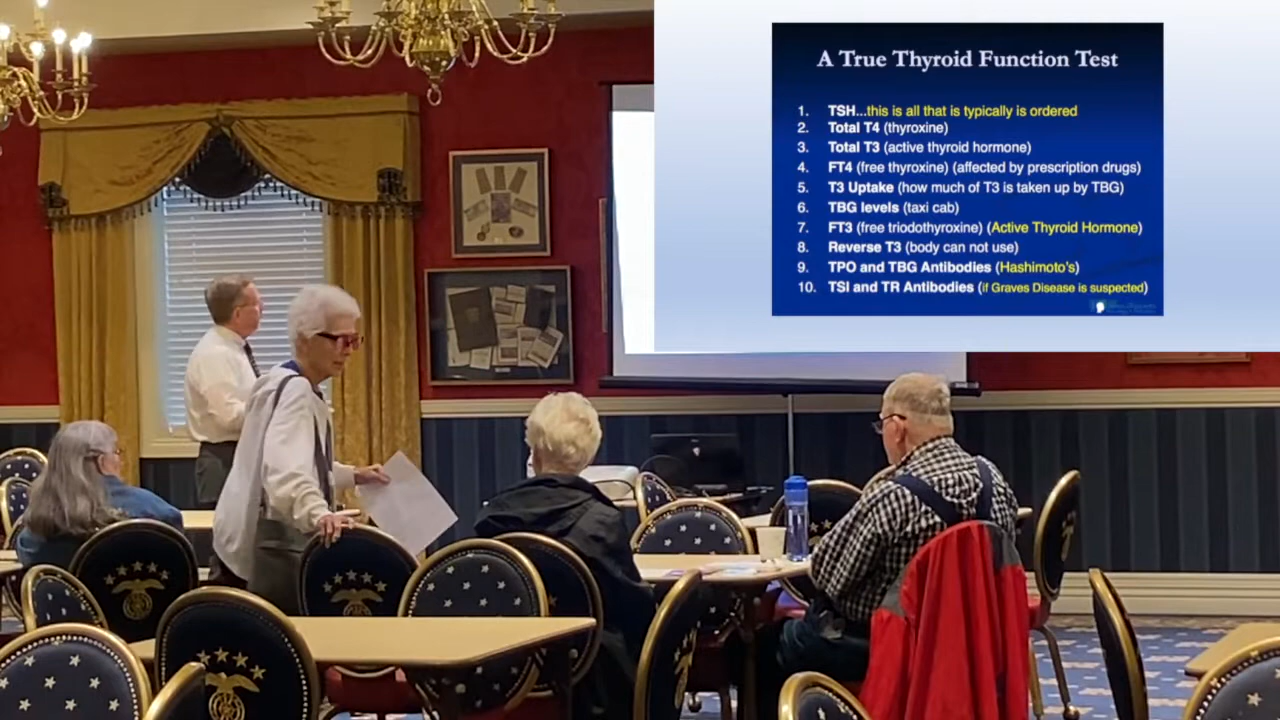 A True Thyroid Function Test
1. TSH...this is all that is typically is ordered
2. Total T4 (thyroxine)
3. Total T3 (active thyroid hormone)
4. FT4 (free thyroxine) (affected by prescription drugs)
5. T3 Uptake (how much of T3 is taken up by TBG)
6. TBG levels (taxi cab)
7. FT3 (free triodothyroxine) (Active Thyroid Hormone)
8. Reverse T3 (body can not use)
9. TPO and TBG Antibodies (Hashimoto's)
10. TSI and TR Antibodies (if Graves Disease is suspected)